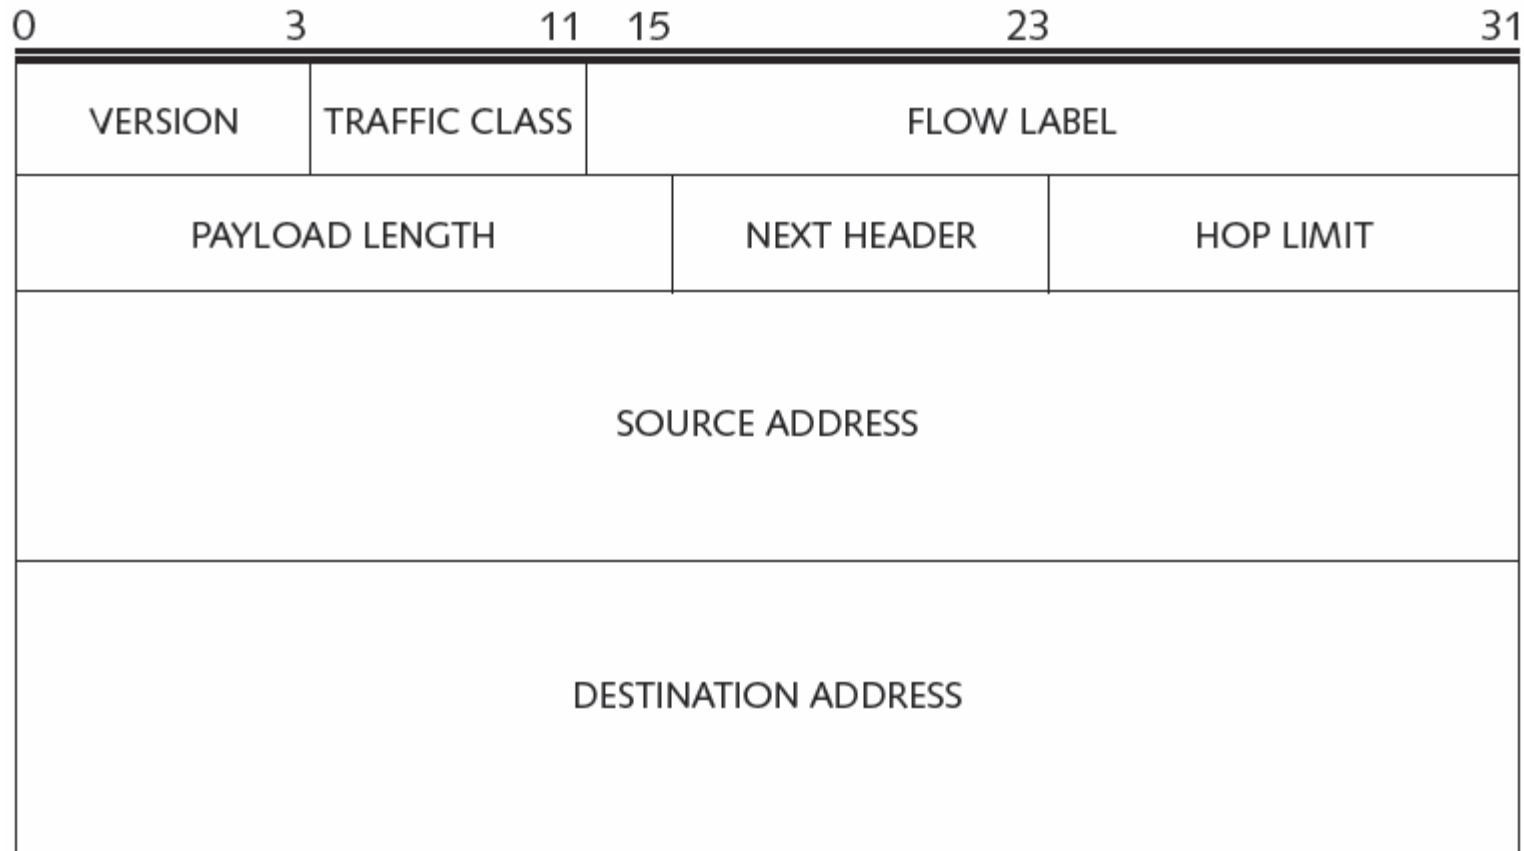 0 3 11 15 23 31
VERSION TRAFFIC CLASS FLOW LABEL
PAYLOAD LENGTH NEXT HEADER HOP LIMIT
SOURCE ADDRESS
DESTINATION ADDRESS